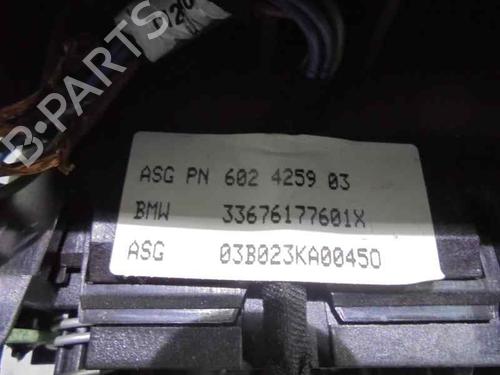 B-PARTS
ASG PN 602 4259 03
BMW 33676177601X
ASG 03B023KA00450